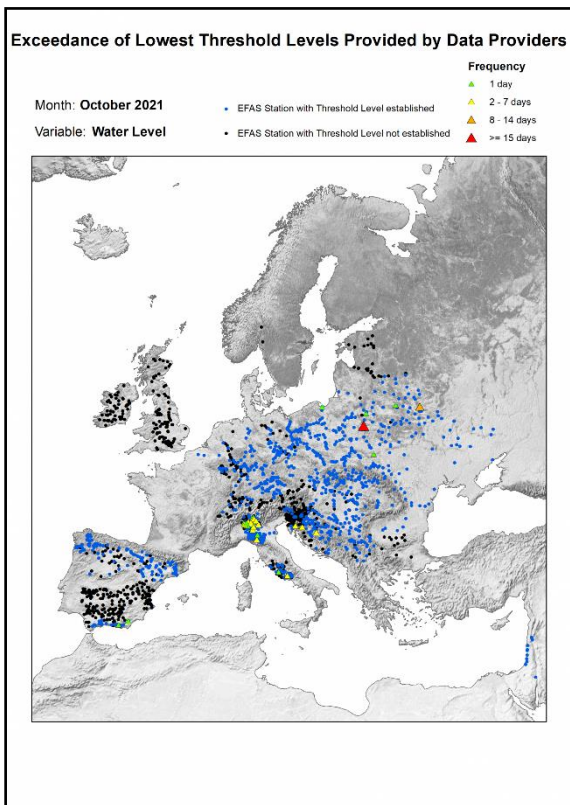 Exceedance of Lowest Threshold Levels Provided by Data Providers
Frequency
1 day
Month: October 2021
EFAS Station with Threshold Level established
2 - 7 days
8 - 14 days
Variable: Water Level
EFAS Station with Threshold Level not established
>= 15 days